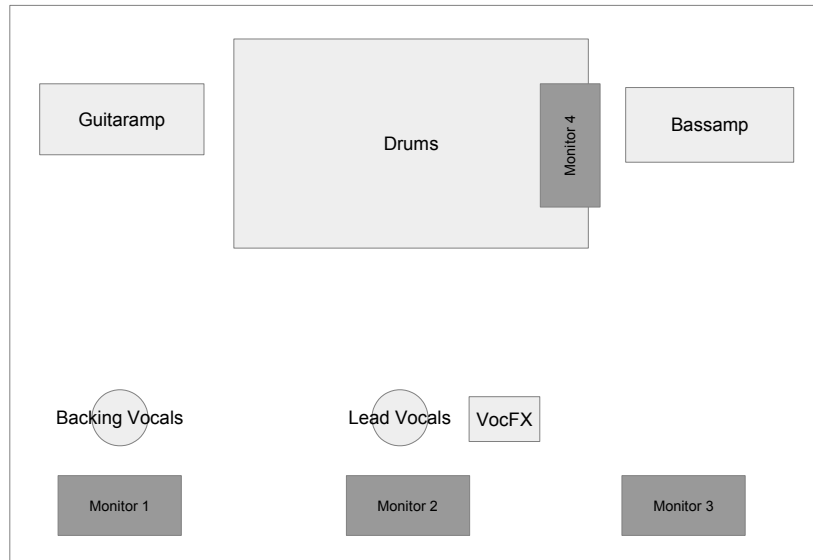 Guitaramp
Drums
Monitor 4
Bassamp
Backing Vocals
Lead Vocals
VocFX
Monitor 1
Monitor 2
Monitor 3